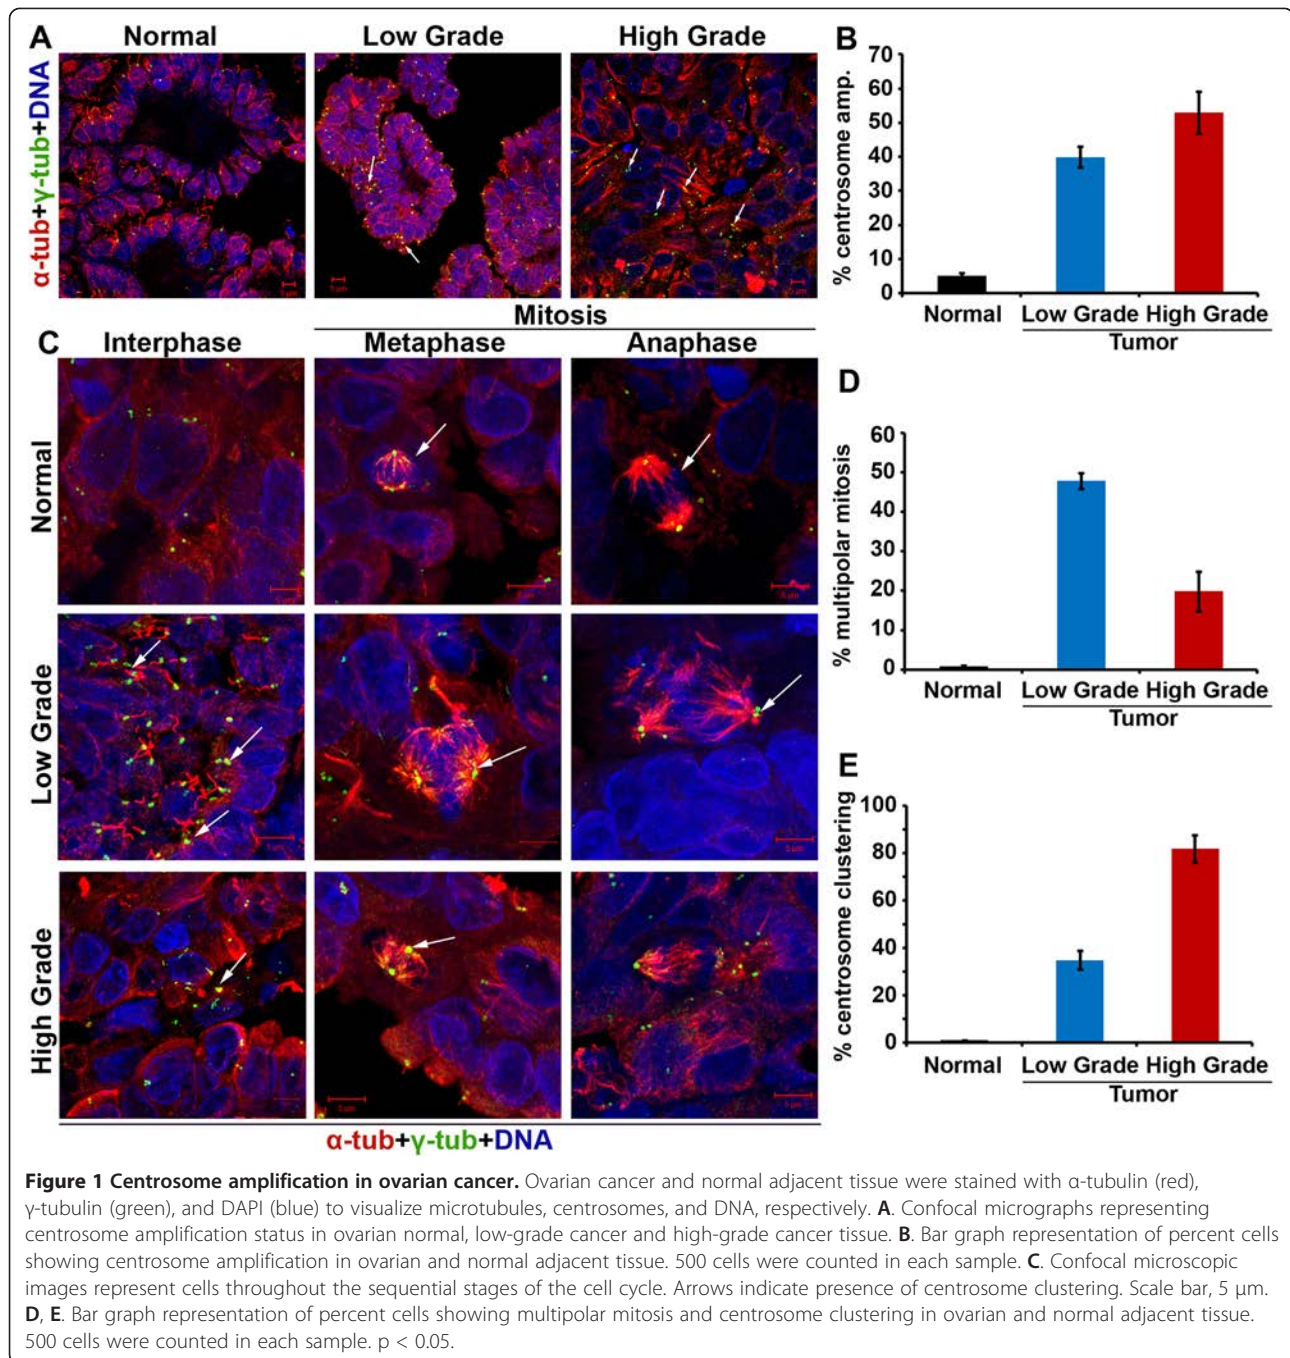 A
Normal
Low Grade
High Grade
α-tub+γ-tub+DNA
B
% centrosome amp.
70
60
50
40
30
20
10
0
Normal
Low Grade
High Grade
Tumor
C
Mitosis
Interphase
Metaphase
Anaphase
Normal
Low Grade
High Grade
α-tub+γ-tub+DNA
D
% multipolar mitosis
60
50
40
30
20
10
0
Normal
Low Grade
High Grade
Tumor
E
% centrosome clustering
100
80
60
40
20
0
Normal
Low Grade
High Grade
Tumor
Figure 1 Centrosome amplification in ovarian cancer. Ovarian cancer and normal adjacent tissue were stained with α-tubulin (red),
γ-tubulin (green), and DAPI (blue) to visualize microtubules, centrosomes, and DNA, respectively. A. Confocal micrographs representing
centrosome amplification status in ovarian normal, low-grade cancer and high-grade cancer tissue. B. Bar graph representation of percent cells
showing centrosome amplification in ovarian and normal adjacent tissue. 500 cells were counted in each sample. C. Confocal microscopic
images represent cells throughout the sequential stages of the cell cycle. Arrows indicate presence of centrosome clustering. Scale bar, 5 μm.
D, E. Bar graph representation of percent cells showing multipolar mitosis and centrosome clustering in ovarian and normal adjacent tissue.
500 cells were counted in each sample. p < 0.05.